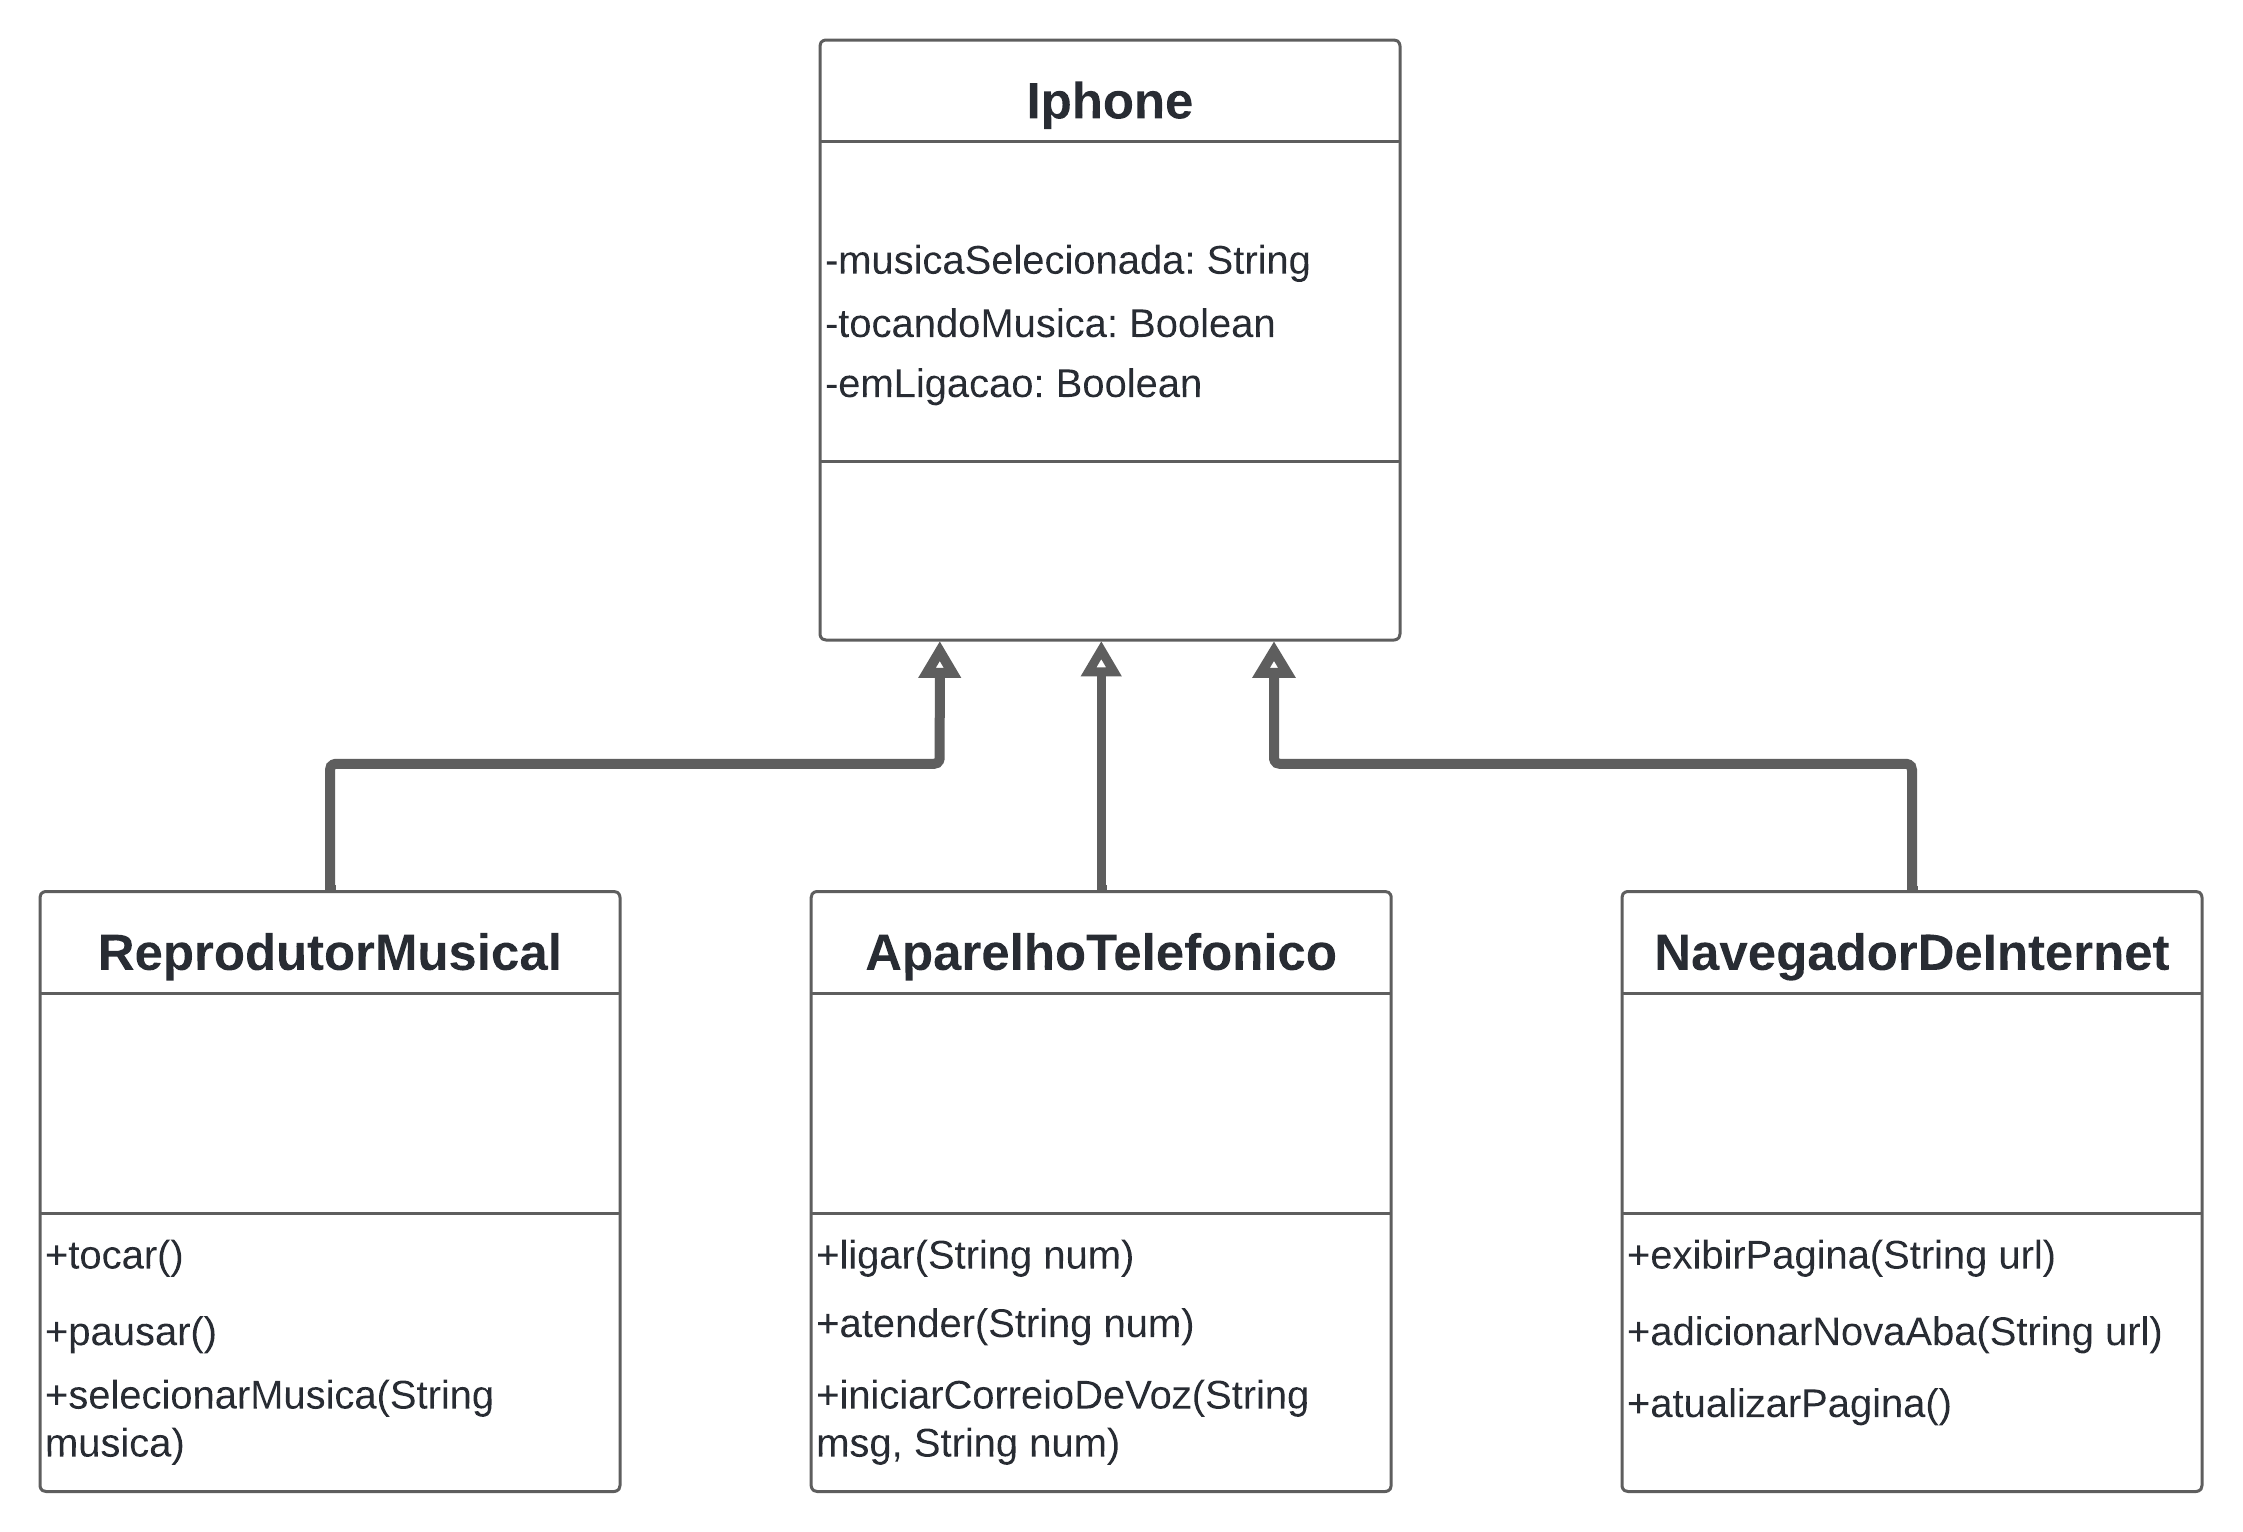 Iphone
-musicaSelecionada: String
-tocandoMusica: Boolean
-emLigacao: Boolean
ReprodutorMusical
+tocar()
+pausar()
+selecionarMusica(String
musica)
AparelhoTelefonico
+ligar(String num)
+atender(String num)
+iniciarCorreioDeVoz(String
msg, String num)
NavegadorDeInternet
+exibirPagina(String url)
+adicionarNovaAba(String url)
+atualizarPagina()